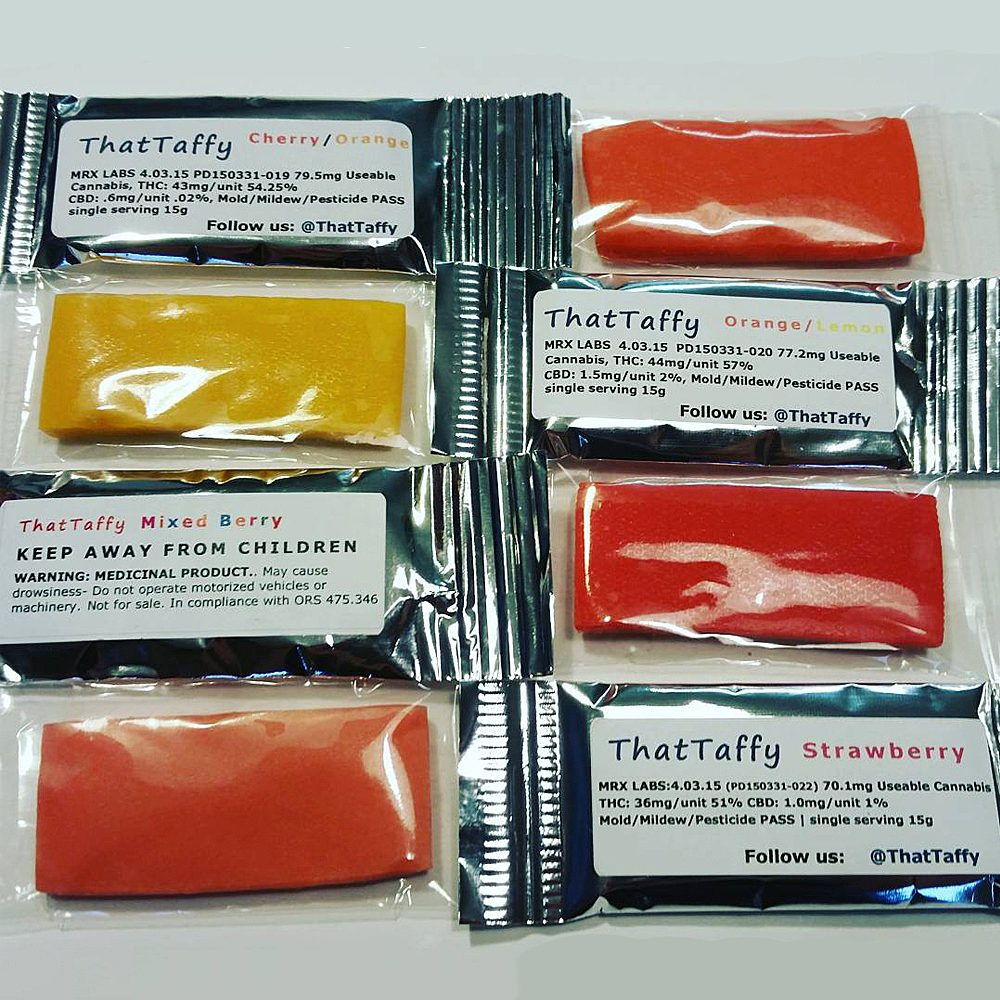 ThatTaffy Cherry/Orange
MRX LABS 4.03.15 PD150331-019 79.5mg Useable
Cannabis, THC: 43mg/unit 54.25%
CBD: .6mg/unit .02%, Mold/Mildew/Pesticide PASS
single serving 15g
Follow us: @ThatTaffy
ThatTaffy Orange/Lemon
MRX LABS 4.03.15 PD150331-020 77.2mg Useable
Cannabis, THC: 44mg/unit 57%
CBD: 1.5mg/unit 2%, Mold/Mildew/Pesticide PASS
single serving 15g
Follow us: @ThatTaffy
ThatTaffy Mixed Berry
KEEP AWAY FROM CHILDREN
WARNING: MEDICINAL PRODUCT.. May cause
drowsiness- Do not operate motorized vehicles or
machinery. Not for sale. In compliance with ORS 475.346
ThatTaffy Strawberry
MRX LABS:4.03.15 (PD150331-022) 70.1mg Useable Cannabis
THC: 36mg/unit 51% CBD: 1.0mg/unit 1%
Mold/Mildew/Pesticide PASS | single serving 15g
Follow us: @ThatTaffy